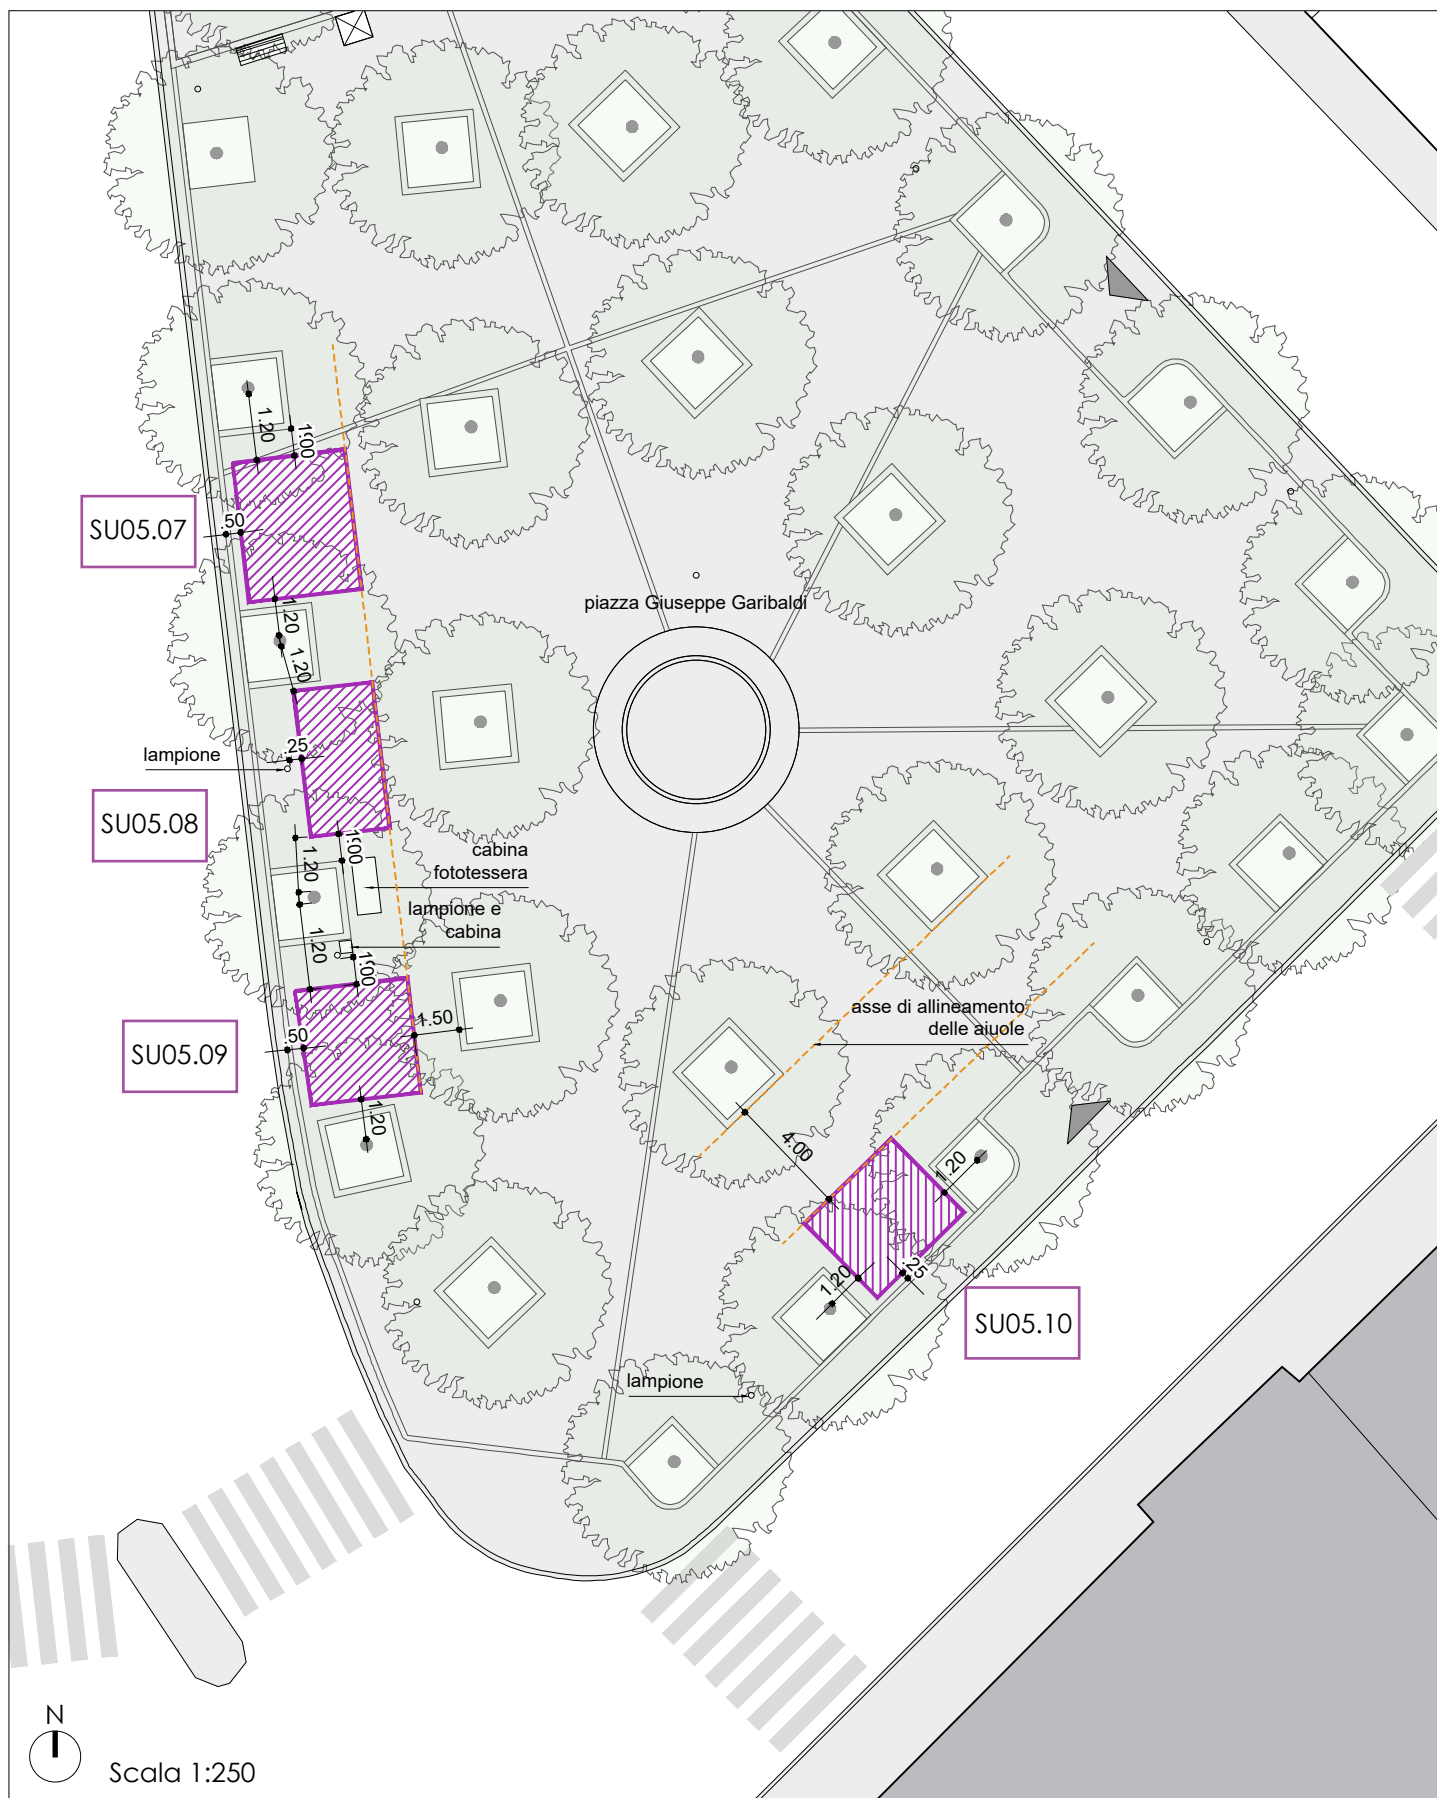 1.20
1.00
SU05.07
.50
1.20
piazza Giuseppe Garibaldi
1.20
.25
lampione
SU05.08
1.20
1.00
cabina
fototessera
lampione e
cabina
1.20
1.00
asse di allineamento
delle aiuole
1.50
.50
SU05.09
1.20
4.00
1.20
1.20
.25
SU05.10
lampione
N
Scala 1:250